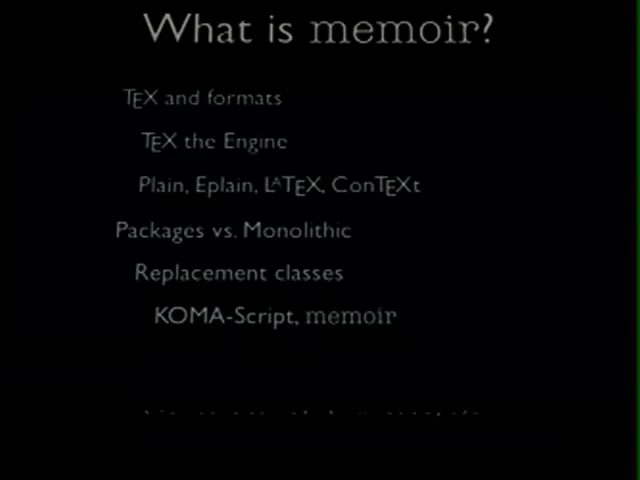 What is memoir?
TEX and formats
TEX the Engine
Plain, Eplain, LATEX, ConTEXt
Packages vs. Monolithic
Replacement classes
KOMA-Script, memoir